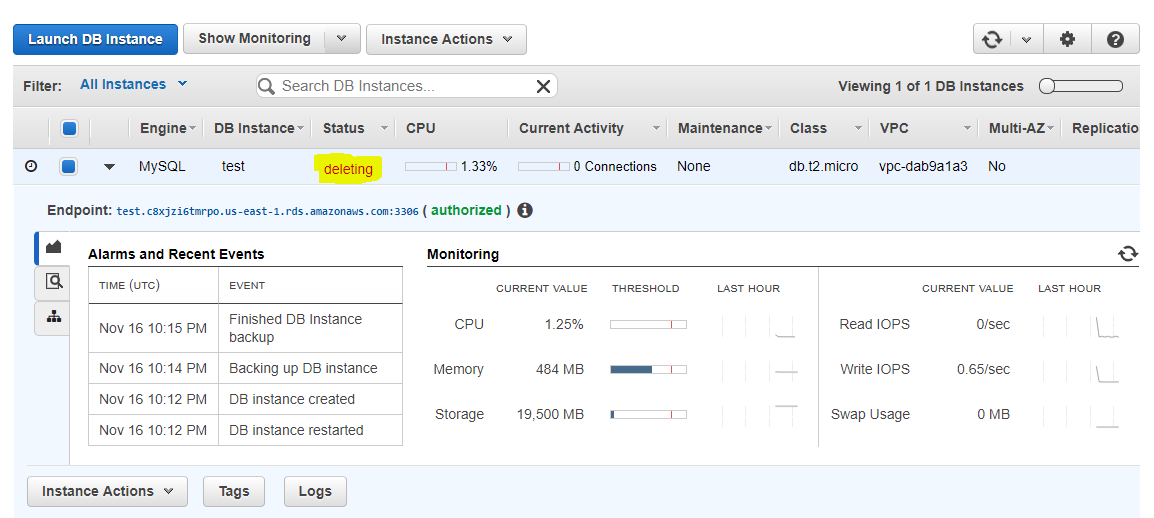 Launch DB Instance Show Monitoring Instance Actions
Filter: All Instances Search DB Instances... Viewing 1 of 1 DB Instances
Engine DB Instance Status CPU Current Activity Maintenance Class VPC Multi-AZ Replicatio
MySQL test deleting 1.33% 0 Connections None db.t2.micro vpc-dab9a1a3 No
Endpoint: test.c8xjzi6tmrpo.us-east-1.rds.amazonaws.com:3306 ( authorized )
Alarms and Recent Events
TIME (UTC) EVENT
Nov 16 10:15 PM Finished DB Instance
backup
Nov 16 10:14 PM Backing up DB instance
Nov 16 10:12 PM DB instance created
Nov 16 10:12 PM DB instance restarted
Monitoring
CURRENT VALUE THRESHOLD LAST HOUR
CPU 1.25%
Memory 484 MB
Storage 19,500 MB
CURRENT VALUE LAST HOUR
Read IOPS 0/sec
Write IOPS 0.65/sec
Swap Usage 0 MB
Instance Actions Tags Logs